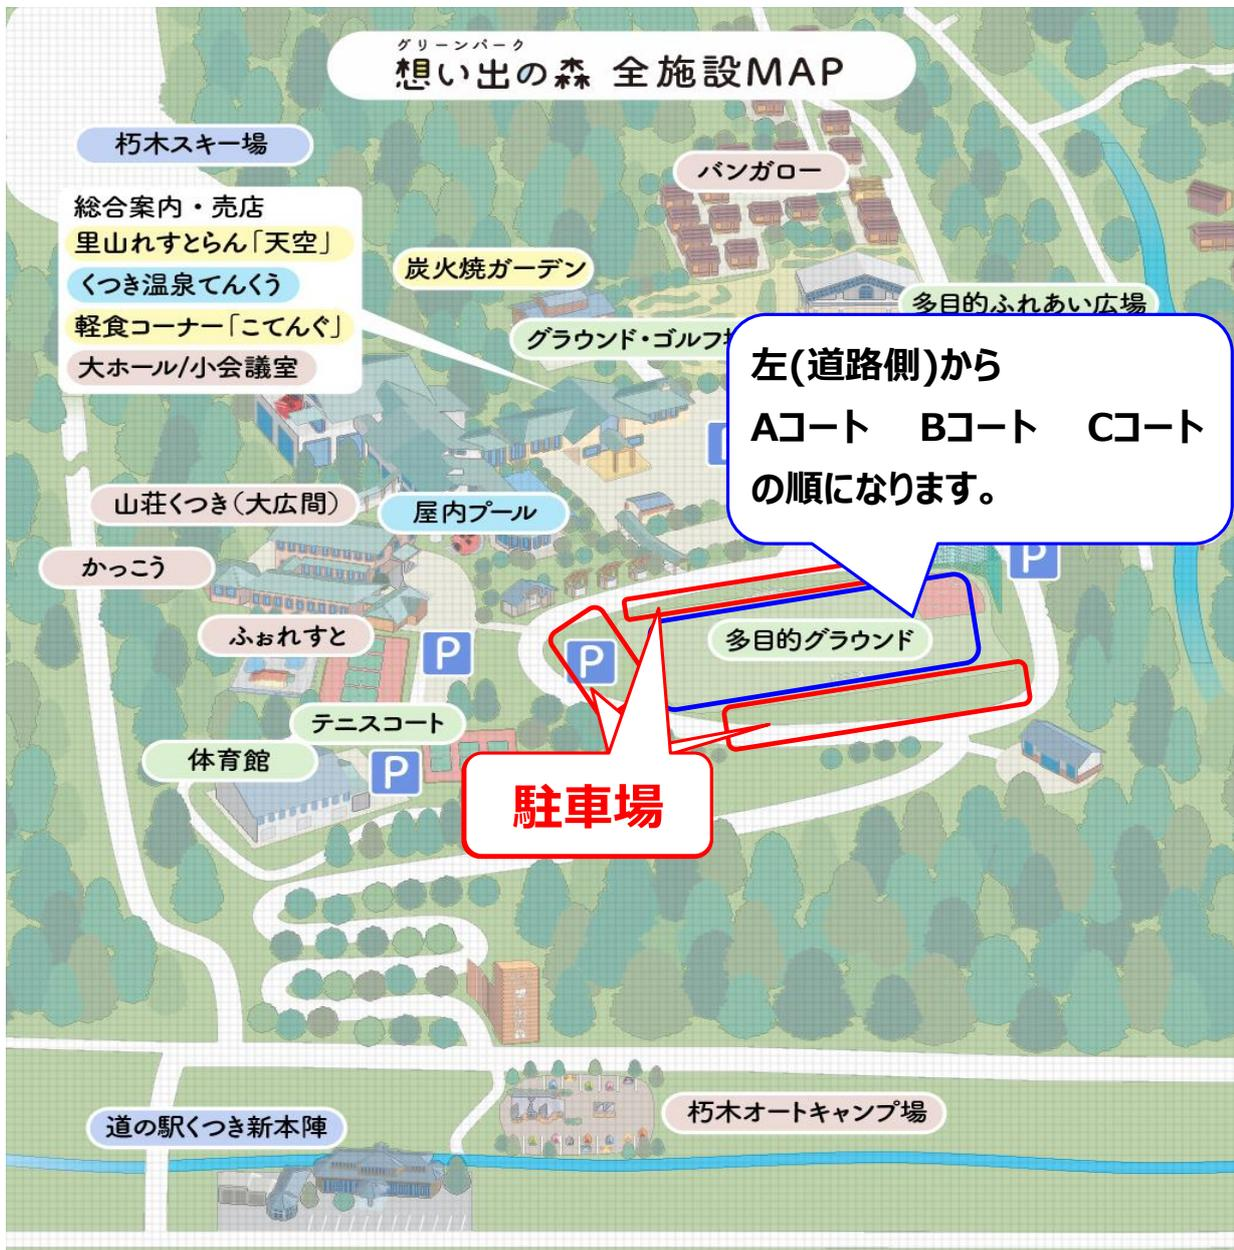 グリーンパーク
想い出の森 全施設MAP
朽木スキー場
バンガロー
総合案内・売店
里山れすとらん「天空」
くつき温泉てんくう
軽食コーナー「こてんぐ」
大ホール/小会議室
炭火焼ガーデン
多目的ふれあい広場
グラウンド・ゴルフ
左(道路側)から
Aコート Bコート Cコート
の順になります。
山荘くつき(大広間)
屋内プール
かっこう
P
ふぉれすと
P
P
多目的グラウンド
テニスコート
体育館
P
駐車場
道の駅くつき新本陣
朽木オートキャンプ場